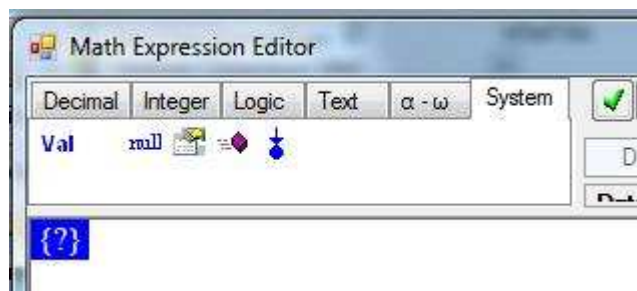 Math Expression Editor
Decimal Integer Logic Text α - ω System
Val null
D
{?}